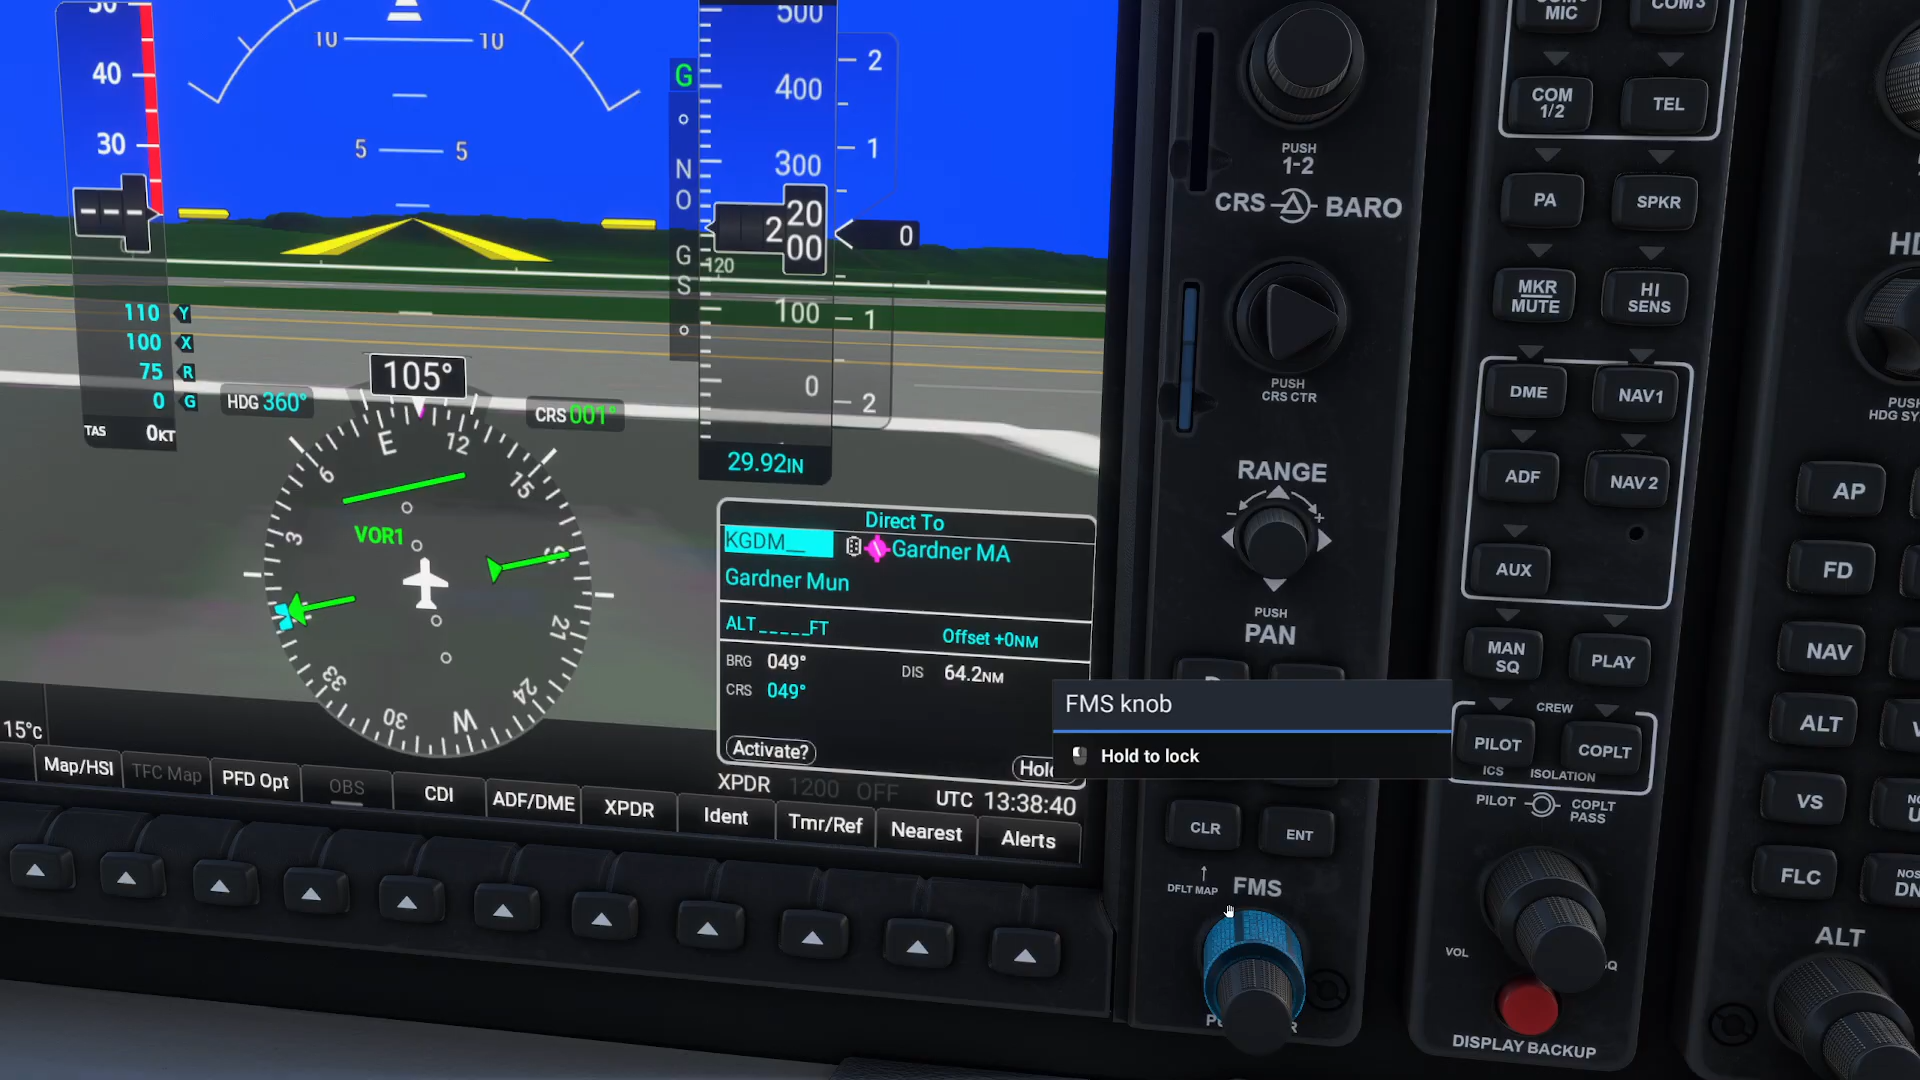 500
40
10
10
G
2
400
30
5
5
1
N
300
O
---
20
2
00
0
G
120
S
110 Y
100
1
100 X
105°
75 R
0
HDG 360°
CRS 001°
2
0 G
TAS 0KT
29.92IN
E
12
6
15
3
VOR1
S
21
33
24
30
W
Direct To
KGDM__
Gardner MA
Gardner Mun
ALT_____FT
Offset +0NM
BRG 049°
DIS 64.2NM
CRS 049°
Activate?
15°C
Map/HSI
TFC Map
PFD Opt
OBS
CDI
ADF/DME
XPDR
Ident
Tmr/Ref
Nearest
Alerts
XPDR 1200 OFF
UTC 13:38:40
PUSH
1-2
CRS
BARO
PUSH
CRS CTR
RANGE
- +
PUSH
PAN
FMS knob
Hold to lock
CLR
ENT
DFLT MAP
FMS
MIC
COM3
COM
1/2
TEL
PA
SPKR
MKR
MUTE
HI
SENS
DME
NAV1
ADF
NAV2
AUX
MAN
SQ
PLAY
CREW
PILOT
COPLT
ICS
ISOLATION
PILOT
COPLT
PASS
VOL
DISPLAY BACKUP
AP
FD
NAV
ALT
VS
FLC
ALT